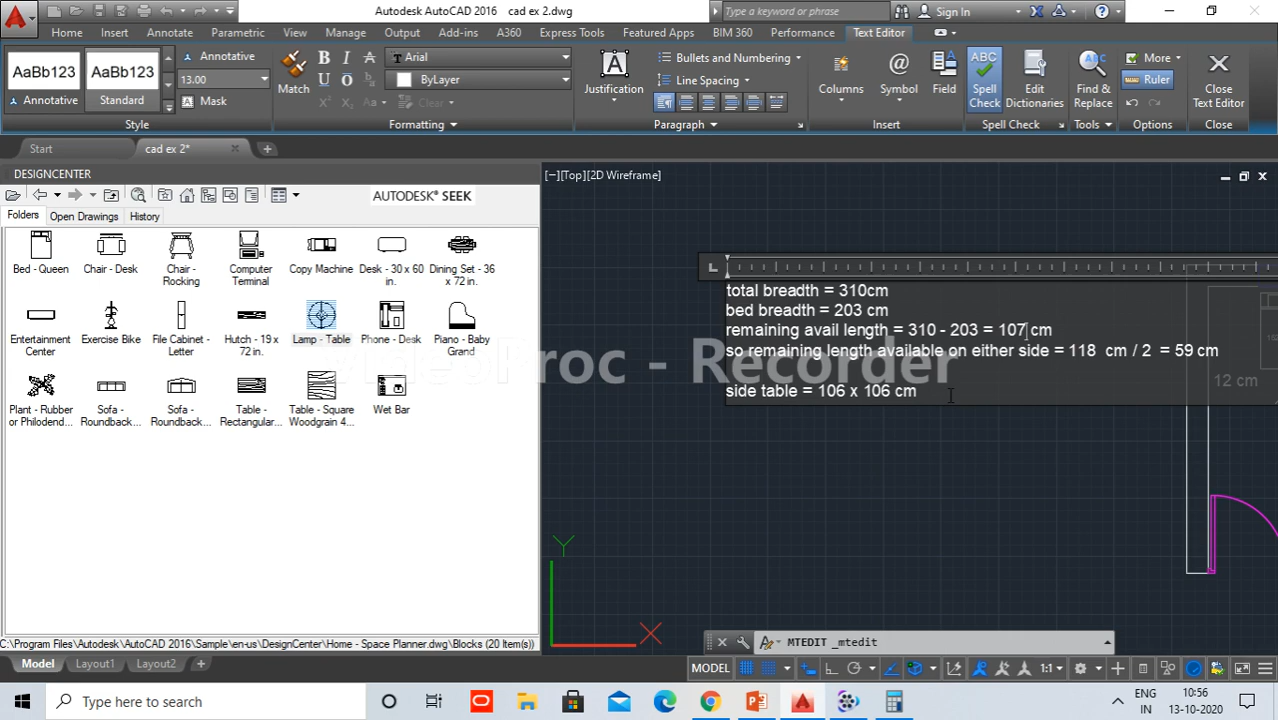 Autodesk AutoCAD 2016 cad ex 2.dwg
Type a keyword or phrase
Sign In
Home Insert Annotate Parametric View Manage Output Add-ins A360 Express Tools Featured Apps BIM 360 Performance Text Editor
AaBb123 AaBb123 Annotative
13.00
Annotative Standard Mask
Style
Match
Arial
ByLayer
Clear
Formatting
Justification
Bullets and Numbering
Line Spacing
Paragraph
Columns Symbol Field
Insert
ABC
Spell Check
Edit Dictionaries
Spell Check
Find & Replace
Tools
More
Ruler
Options
Close Text Editor
Close
Start cad ex 2*
DESIGNCENTER
AUTODESK® SEEK
Folders Open Drawings History
Bed - Queen Chair - Desk Chair - Rocking Computer Terminal Copy Machine Desk - 30 x 60 in. Dining Set - 36 x 72 in.
Entertainment Center Exercise Bike File Cabinet - Letter Hutch - 19 x 72 in. Lamp - Table Phone - Desk Piano - Baby Grand
Plant - Rubber or Philodend... Sofa - Roundback... Sofa - Roundback... Table - Rectangular... Table - Square Woodgrain 4... Wet Bar
C:\Program Files\Autodesk\AutoCAD 2016\Sample\en-us\DesignCenter\Home - Space Planner.dwg\Blocks (20 Item(s))
[−][Top][2D Wireframe]
total breadth = 310cm
bed breadth = 203 cm
remaining avail length = 310 - 203 = 107 cm
so remaining length available on either side = 118 cm / 2 = 59 cm
side table = 106 x 106 cm
12 cm
VideoProc - Recorder
Y
X
MTEDIT _mtedit
Model Layout1 Layout2
MODEL
1:1
Type here to search
ENG
INTL
10:56
13-10-2020